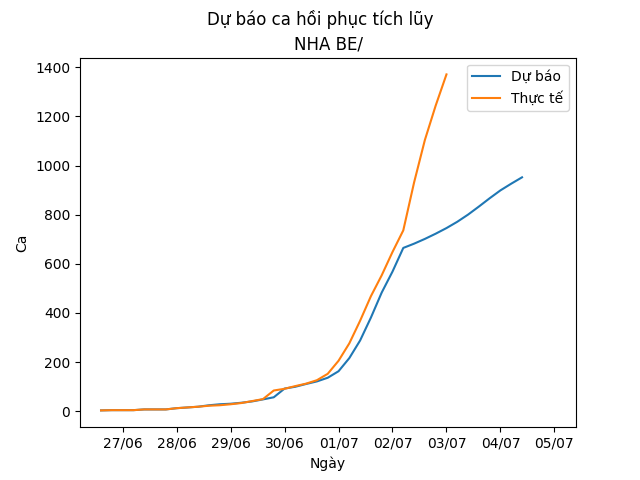 Dự báo ca hồi phục tích lũy
NHA BE/
Dự báo
Thực tế
1400
1200
1000
800
600
400
200
0
Ca
27/06 28/06 29/06 30/06 01/07 02/07 03/07 04/07 05/07
Ngày